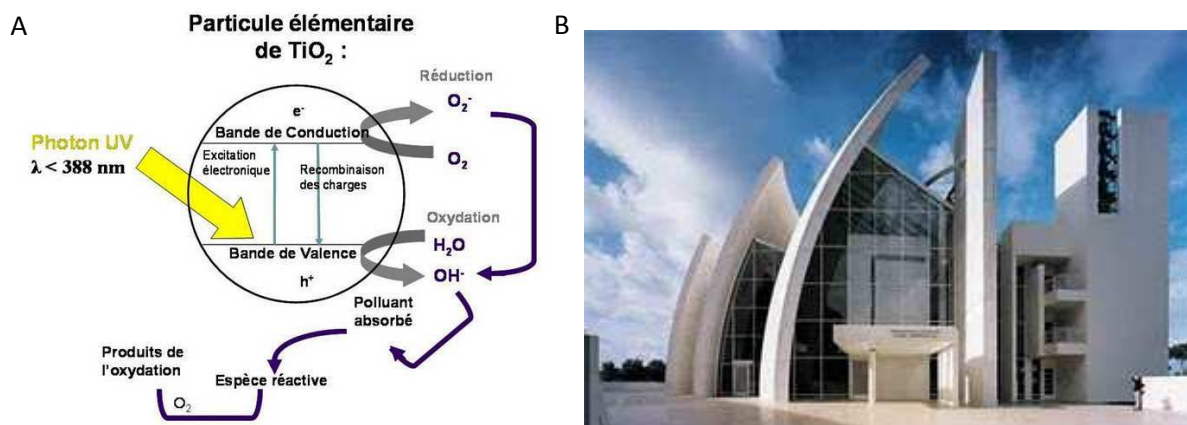 A
B
Particule élémentaire
de TiO₂ :
Réduction
O₂⁻
e⁻
Bande de Conduction
Photon UV
λ < 388 nm
Excitation
électronique
Recombinaison
des charges
O₂
Oxydation
H₂O
Bande de Valence
OH·
h⁺
Polluant
absorbé
Produits de
l'oxydation
Espèce réactive
O₂